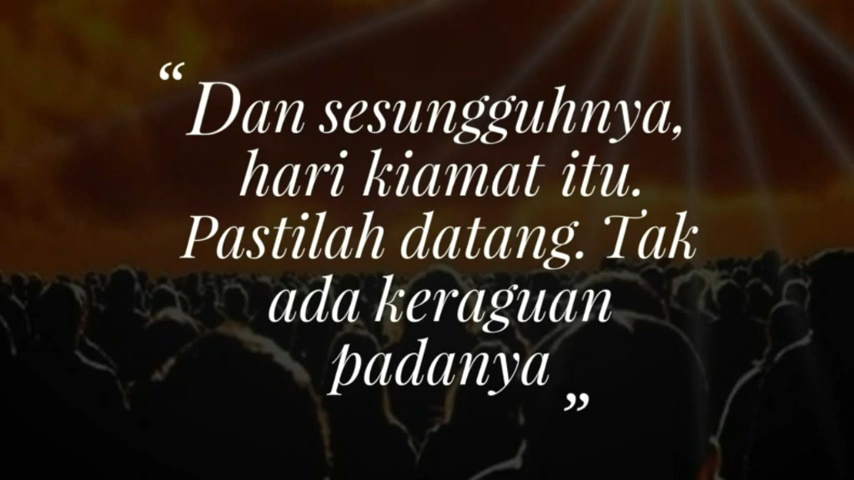 “ Dan sesungguhnya,
hari kiamat itu.
Pastilah datang. Tak
ada keraguan
padanya ”